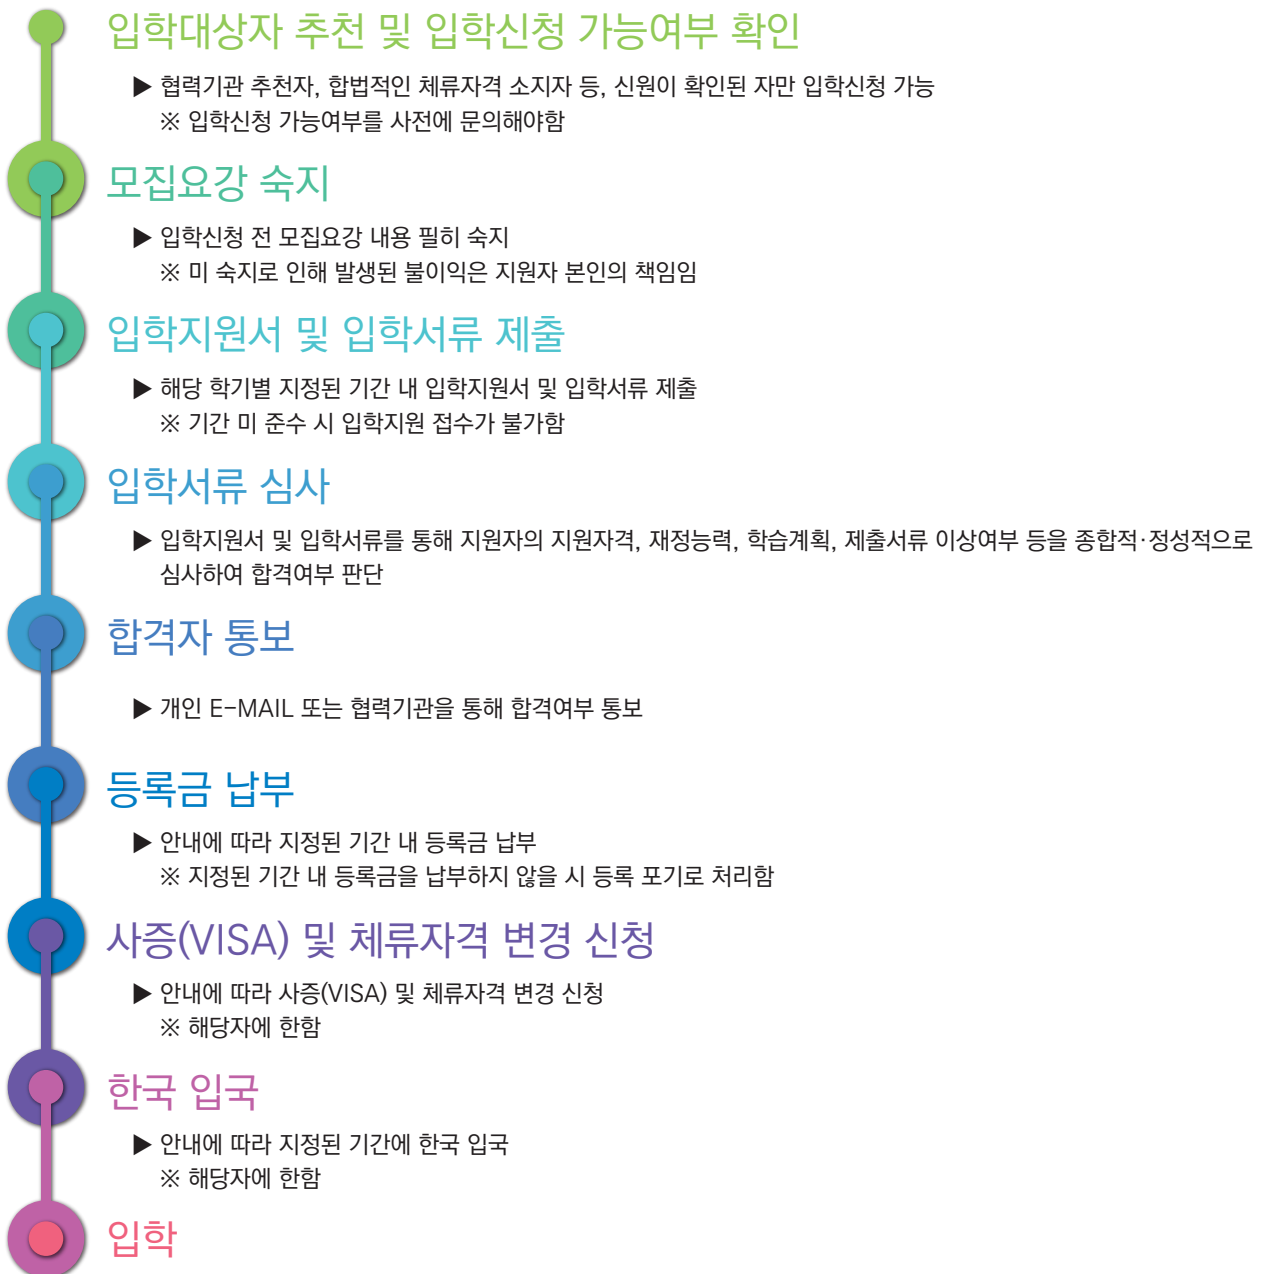 입학대상자 추천 및 입학신청 가능여부 확인
▶ 협력기관 추천자, 합법적인 체류자격 소지자 등, 신원이 확인된 자만 입학신청 가능
※ 입학신청 가능여부를 사전에 문의해야함
모집요강 숙지
▶ 입학신청 전 모집요강 내용 필히 숙지
※ 미 숙지로 인해 발생된 불이익은 지원자 본인의 책임임
입학지원서 및 입학서류 제출
▶ 해당 학기별 지정된 기간 내 입학지원서 및 입학서류 제출
※ 기간 미 준수 시 입학지원 접수가 불가함
입학서류 심사
▶ 입학지원서 및 입학서류를 통해 지원자의 지원자격, 재정능력, 학습계획, 제출서류 이상여부 등을 종합적·정성적으로
심사하여 합격여부 판단
합격자 통보
▶ 개인 E-MAIL 또는 협력기관을 통해 합격여부 통보
등록금 납부
▶ 안내에 따라 지정된 기간 내 등록금 납부
※ 지정된 기간 내 등록금을 납부하지 않을 시 등록 포기로 처리함
사증(VISA) 및 체류자격 변경 신청
▶ 안내에 따라 사증(VISA) 및 체류자격 변경 신청
※ 해당자에 한함
한국 입국
▶ 안내에 따라 지정된 기간에 한국 입국
※ 해당자에 한함
입학